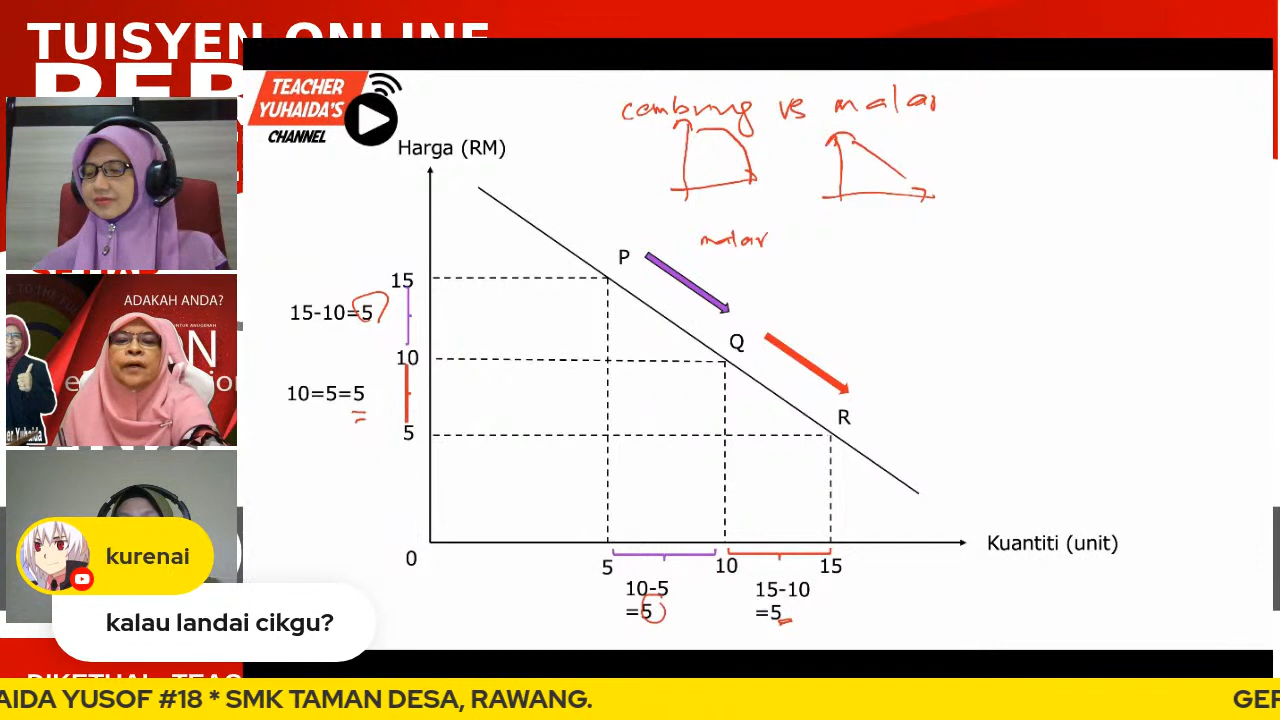 TUISYEN ONLINE
TEACHER
YUHAIDA'S
CHANNEL
cembung vs malar
Harga (RM)
malar
P
15
15-10=5
Q
10
10=5=5
R
5
ADAKAH ANDA?
0
5
10
15
Kuantiti (unit)
10-5
=5
15-10
=5
kurenai
kalau landai cikgu?
AIDA YUSOF #18 * SMK TAMAN DESA, RAWANG.
GER